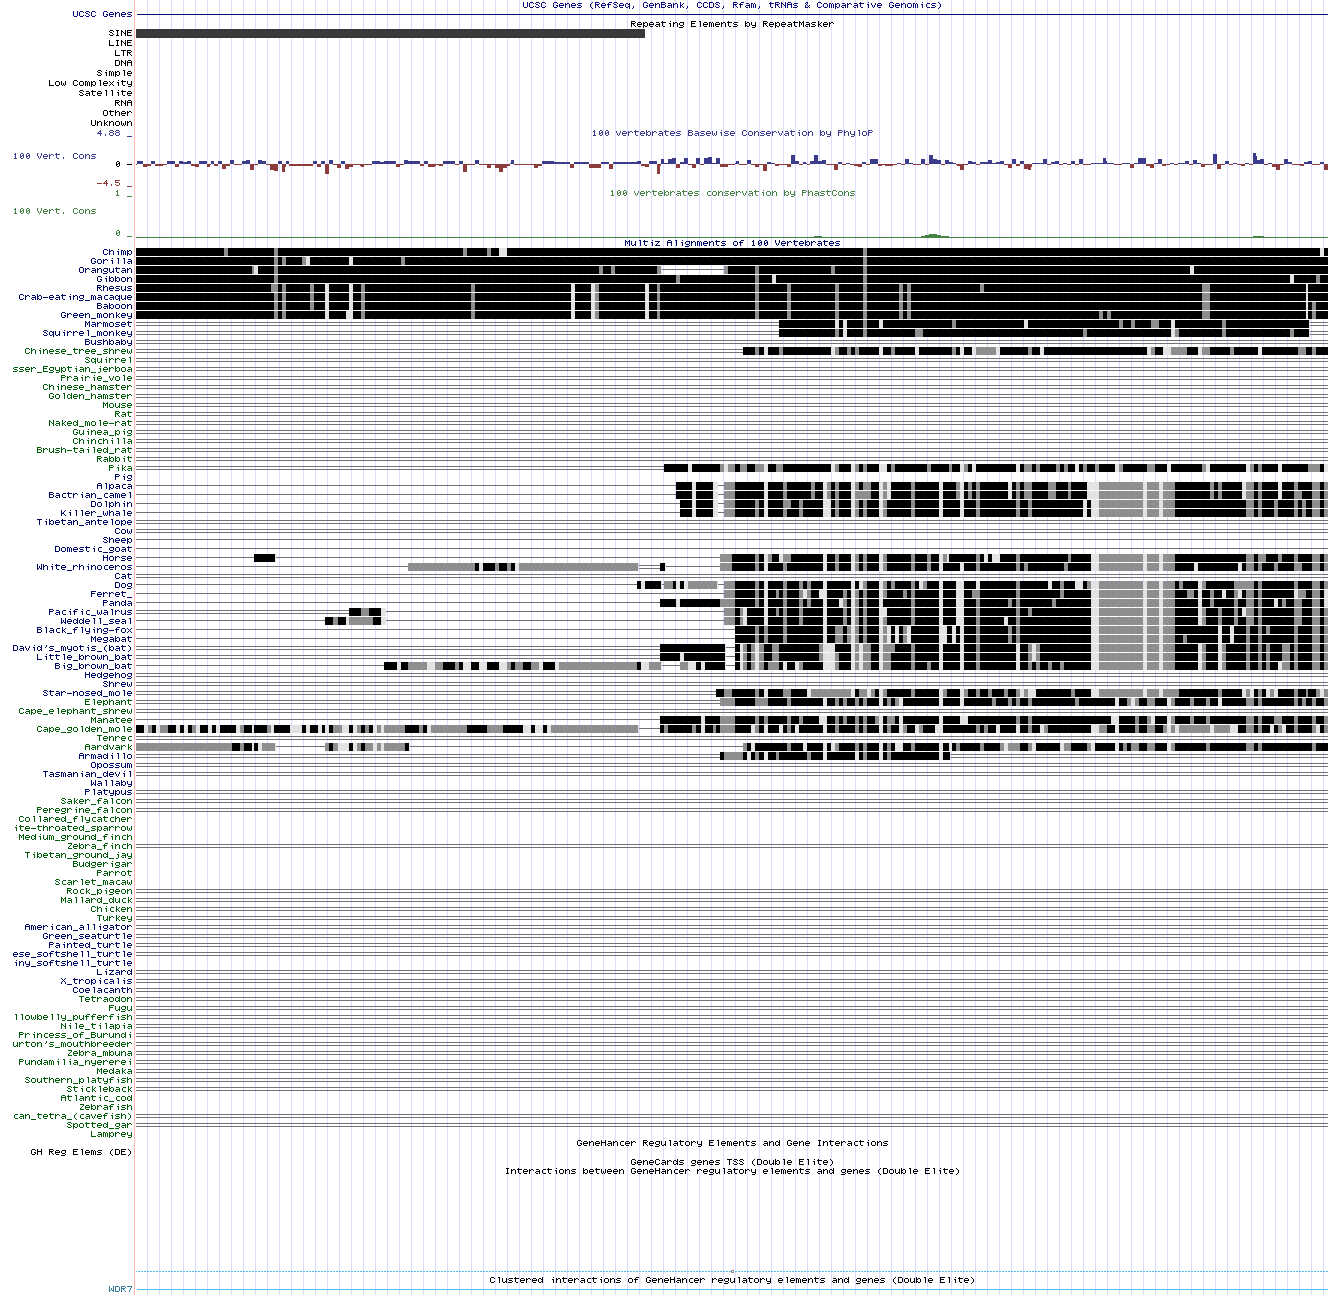 UCSC Genes (RefSeq, GenBank, CCDS, Rfam, tRNAs & Comparative Genomics)
UCSC Genes
Repeating Elements by RepeatMasker
SINE
LINE
LTR
DNA
Simple
Low Complexity
Satellite
RNA
Other
Unknown
4.88 _
100 vertebrates Basewise Conservation by PhyloP
100 Vert. Cons
0 -
-4.5 _
1 _
100 vertebrates conservation by PhastCons
100 Vert. Cons
0 _
Multiz Alignments of 100 Vertebrates
Chimp
Gorilla
Orangutan
Gibbon
Rhesus
Crab-eating_macaque
Baboon
Green_monkey
Marmoset
Squirrel_monkey
Bushbaby
Chinese_tree_shrew
Squirrel
sser_Egyptian_jerboa
Prairie_vole
Chinese_hamster
Golden_hamster
Mouse
Rat
Naked_mole-rat
Guinea_pig
Chinchilla
Brush-tailed_rat
Rabbit
Pika
Pig
Alpaca
Bactrian_camel
Dolphin
Killer_whale
Tibetan_antelope
Cow
Sheep
Domestic_goat
Horse
White_rhinoceros
Cat
Dog
Ferret_
Panda
Pacific_walrus
Weddell_seal
Black_flying-fox
Megabat
David's_myotis_(bat)
Little_brown_bat
Big_brown_bat
Hedgehog
Shrew
Star-nosed_mole
Elephant
Cape_elephant_shrew
Manatee
Cape_golden_mole
Tenrec
Aardvark
Armadillo
Opossum
Tasmanian_devil
Wallaby
Platypus
Saker_falcon
Peregrine_falcon
Collared_flycatcher
ite-throated_sparrow
Medium_ground_finch
Zebra_finch
Tibetan_ground_jay
Budgerigar
Parrot
Scarlet_macaw
Rock_pigeon
Mallard_duck
Chicken
Turkey
American_alligator
Green_seaturtle
Painted_turtle
ese_softshell_turtle
iny_softshell_turtle
Lizard
X_tropicalis
Coelacanth
Tetraodon
Fugu
llowbelly_pufferfish
Nile_tilapia
Princess_of_Burundi
urton's_mouthbreeder
Zebra_mbuna
Pundamilia_nyererei
Medaka
Southern_platyfish
Stickleback
Atlantic_cod
Zebrafish
can_tetra_(cavefish)
Spotted_gar
Lamprey
GeneHancer Regulatory Elements and Gene Interactions
GH Reg Elems (DE)
GeneCards genes TSS (Double Elite)
Interactions between GeneHancer regulatory elements and genes (Double Elite)
Clustered interactions of GeneHancer regulatory elements and genes (Double Elite)
WDR7